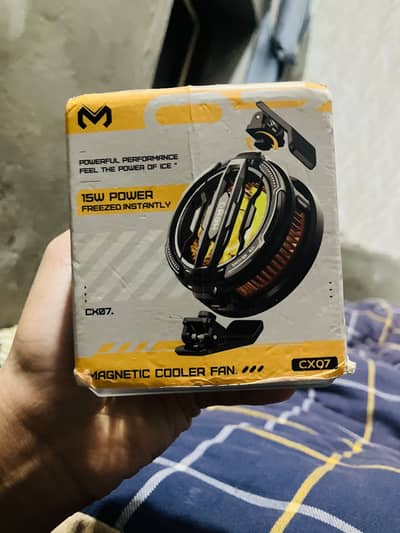 M
POWERFUL PERFORMANCE
FEEL THE POWER OF ICE "
15W POWER
FREEZED INSTANTLY
CX07.
MAGNETIC COOLER FAN.
CX07